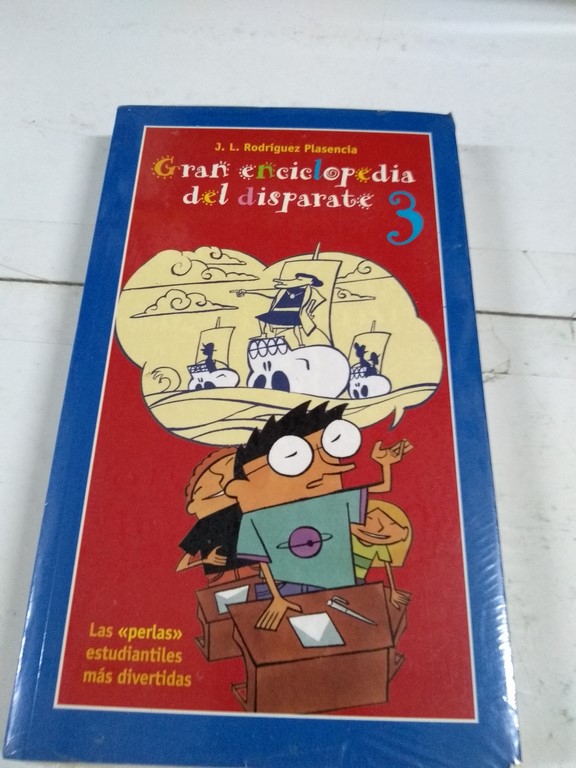 J. L. Rodríguez Plasencia
Gran enciclopedia
del disparate 3
Las «perlas»
estudiantiles
más divertidas